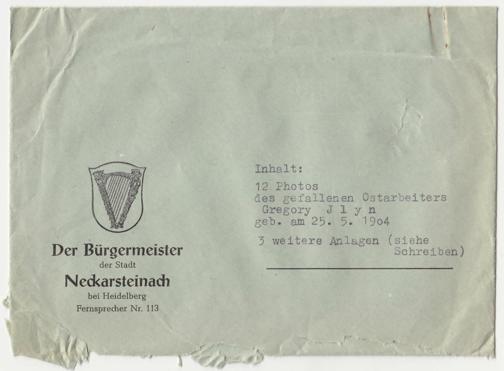 Inhalt:
12 Photos
des gefallenen Ostarbeiters
Gregory J l y n
geb. am 25. 5. 1904
3 weitere Anlagen (siehe
Schreiben)
Der Bürgermeister
der Stadt
Neckarsteinach
bei Heidelberg
Fernsprecher Nr. 113